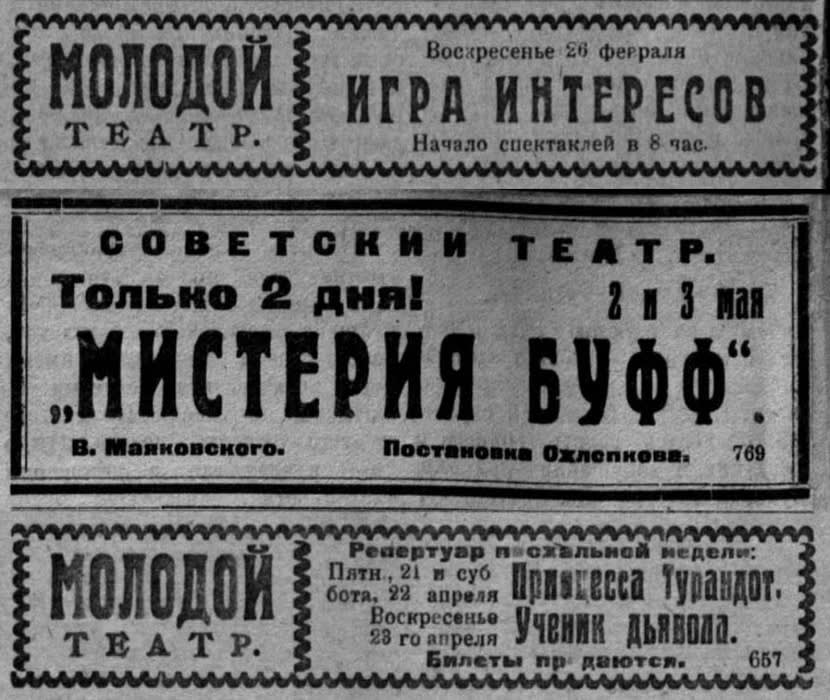 МОЛОДОЙ
ТЕАТР.
Воскресенье 26 февраля
ИГРА ИНТЕРЕСОВ
Начало спектаклей в 8 час.
СОВЕТСКИЙ ТЕАТР.
Только 2 дня!
2 и 3 мая
„МИСТЕРИЯ БУФФ“.
В. Маяковского.
Постановка Охлопкова.
769
МОЛОДОЙ
ТЕАТР.
Репертуар пасхальной недели:
Пятн., 21 и суб
бота, 22 апреля
Принцесса Турандот.
Воскресенье
23 го апреля
Ученик дьявола.
Билеты продаются.
657